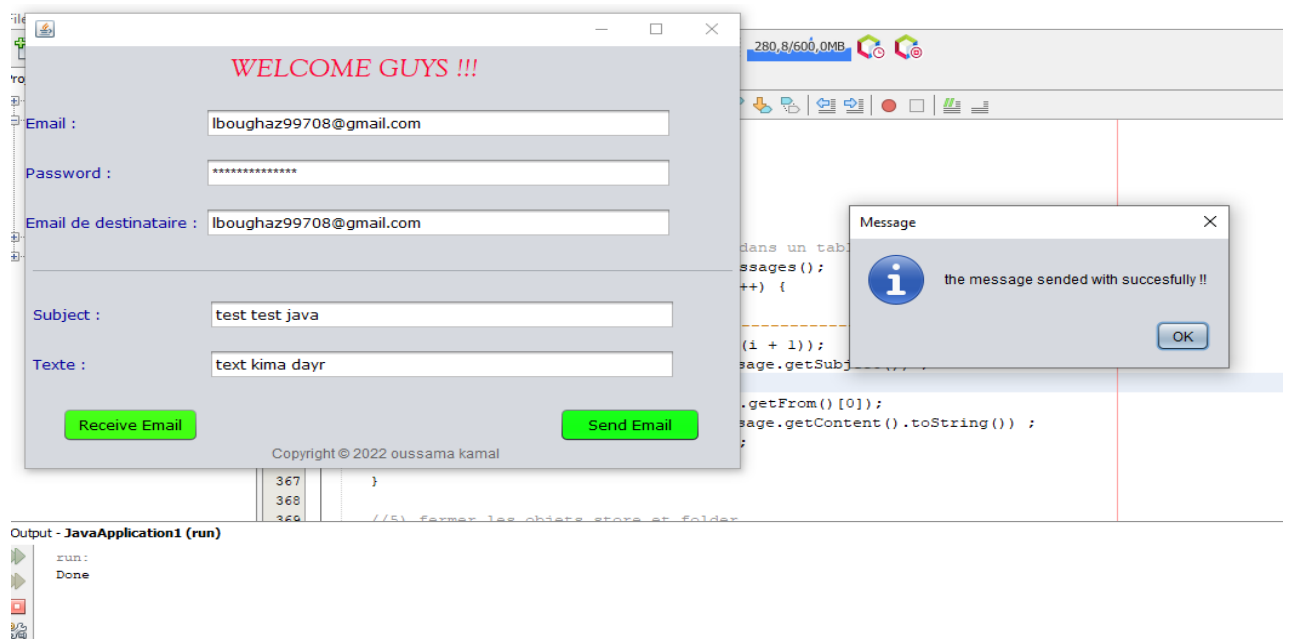 File
280,8/600,0MB
WELCOME GUYS !!!
Email :
lboughaz99708@gmail.com
Password :
**************
Email de destinataire :
lboughaz99708@gmail.com
Subject :
test test java
Texte :
text kima dayr
Receive Email
Send Email
Copyright © 2022 oussama kamal
Message
the message sended with succesfully !!
OK
dans un tabl
ssages();
++) {
(i + 1));
sage.getSubject()) ;
.getFrom()[0]);
sage.getContent().toString()) ;
;
367 }
368
369 //5) fermer les objets store et folder
Output - JavaApplication1 (run)
run:
Done